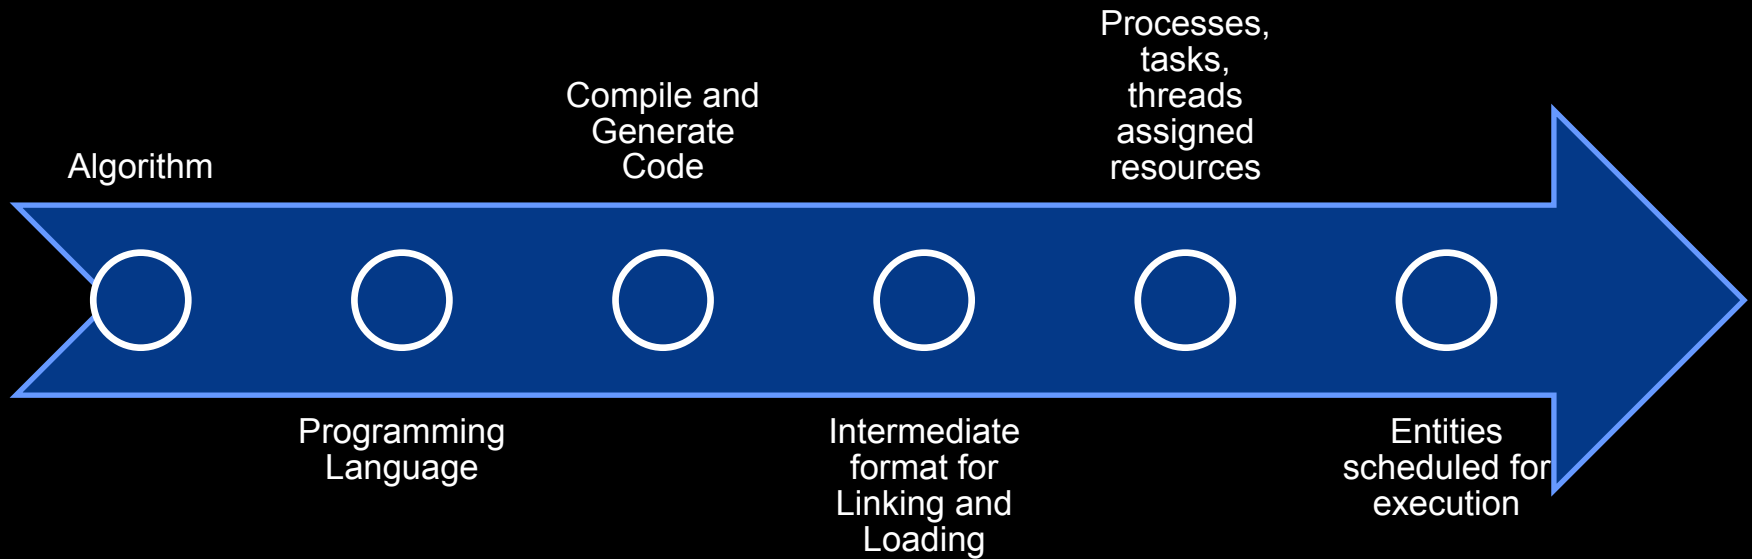 Algorithm
Programming
Language
Compile and
Generate
Code
Intermediate
format for
Linking and
Loading
Processes,
tasks,
threads
assigned
resources
Entities
scheduled for
execution